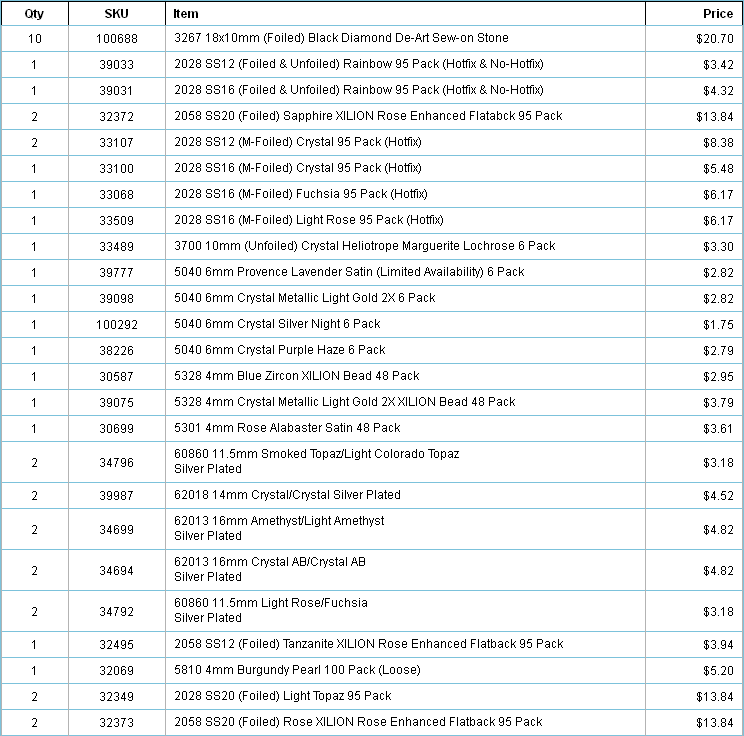 Qty SKU Item Price
10 100688 3267 18x10mm (Foiled) Black Diamond De-Art Sew-on Stone $20.70
1 39033 2028 SS12 (Foiled & Unfoiled) Rainbow 95 Pack (Hotfix & No-Hotfix) $3.42
1 39031 2028 SS16 (Foiled & Unfoiled) Rainbow 95 Pack (Hotfix & No-Hotfix) $4.32
2 32372 2058 SS20 (Foiled) Sapphire XILION Rose Enhanced Flatabck 95 Pack $13.84
2 33107 2028 SS12 (M-Foiled) Crystal 95 Pack (Hotfix) $8.38
1 33100 2028 SS16 (M-Foiled) Crystal 95 Pack (Hotfix) $5.48
1 33068 2028 SS16 (M-Foiled) Fuchsia 95 Pack (Hotfix) $6.17
1 33509 2028 SS16 (M-Foiled) Light Rose 95 Pack (Hotfix) $6.17
1 33489 3700 10mm (Unfoiled) Crystal Heliotrope Marguerite Lochrose 6 Pack $3.30
1 39777 5040 6mm Provence Lavender Satin (Limited Availability) 6 Pack $2.82
1 39098 5040 6mm Crystal Metallic Light Gold 2X 6 Pack $2.82
1 100292 5040 6mm Crystal Silver Night 6 Pack $1.75
1 38226 5040 6mm Crystal Purple Haze 6 Pack $2.79
1 30587 5328 4mm Blue Zircon XILION Bead 48 Pack $2.95
1 39075 5328 4mm Crystal Metallic Light Gold 2X XILION Bead 48 Pack $3.79
1 30699 5301 4mm Rose Alabaster Satin 48 Pack $3.61
2 34796 60860 11.5mm Smoked Topaz/Light Colorado Topaz $3.18
Silver Plated
2 39987 62018 14mm Crystal/Crystal Silver Plated $4.52
2 34699 62013 16mm Amethyst/Light Amethyst $4.82
Silver Plated
2 34694 62013 16mm Crystal AB/Crystal AB $4.82
Silver Plated
2 34792 60860 11.5mm Light Rose/Fuchsia $3.18
Silver Plated
1 32495 2058 SS12 (Foiled) Tanzanite XILION Rose Enhanced Flatback 95 Pack $3.94
1 32069 5810 4mm Burgundy Pearl 100 Pack (Loose) $5.20
2 32349 2028 SS20 (Foiled) Light Topaz 95 Pack $13.84
2 32373 2058 SS20 (Foiled) Rose XILION Rose Enhanced Flatback 95 Pack $13.84